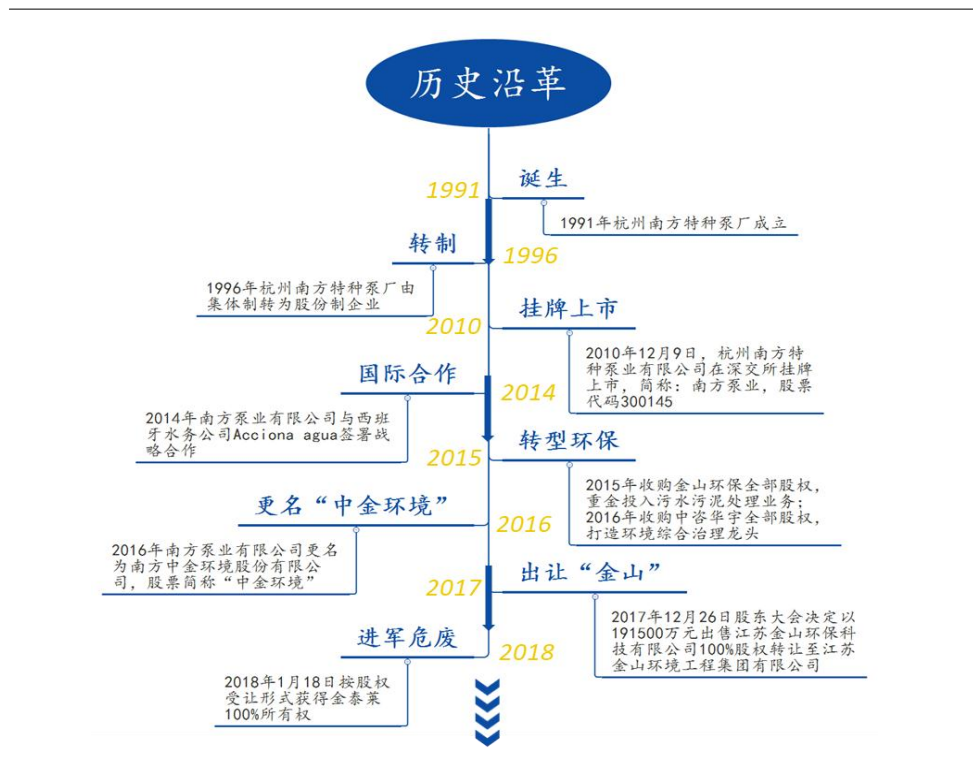 历史沿革
1991
诞生
1991年杭州南方特种泵厂成立
转制
1996
1996年杭州南方特种泵厂由
集体制转为股份制企业
2010
挂牌上市
2010年12月9日，杭州南方特
种泵业有限公司在深交所挂牌
上市，简称：南方泵业，股票
代码300145
国际合作
2014
2014年南方泵业有限公司与西班
牙水务公司Acciona agua签署战
略合作
2015
转型环保
2015年收购金山环保全部股权，
重金投入污水污泥处理业务；
2016年收购中咨华宇全部股权，
打造环境综合治理龙头
更名“中金环境”
2016
2016年南方泵业有限公司更名
为南方中金环境股份有限公
司，股票简称“中金环境”
2017
出让“金山”
2017年12月26日股东大会决定以
191500万元出售江苏金山环保科
技有限公司100%股权转让至江苏
金山环境工程集团有限公司
进军危废
2018
2018年1月18日按股权
受让形式获得金泰莱
100%所有权